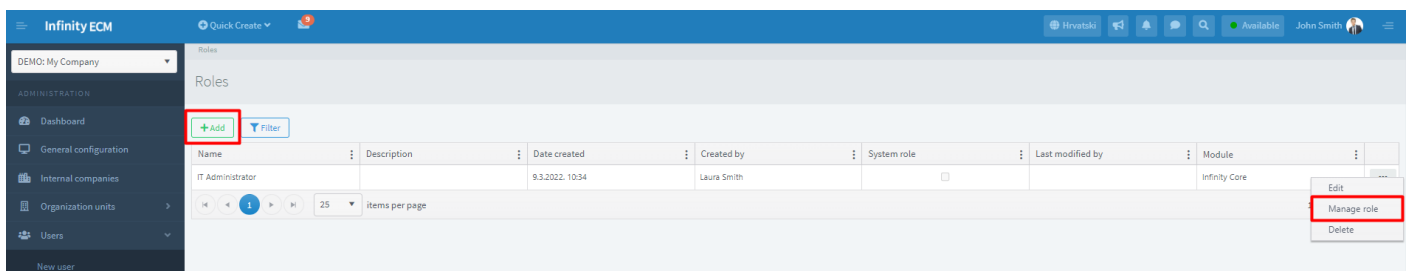 Infinity ECM
Quick Create
9
Hrvatski
Available
John Smith
DEMO: My Company
Roles
Roles
ADMINISTRATION
Dashboard
General configuration
Internal companies
Organization units
Users
New user
+Add
Filter
Name Description Date created Created by System role Last modified by Module
IT Administrator 9.3.2022. 10:34 Laura Smith Infinity Core
1 25 items per page
Edit
Manage role
Delete